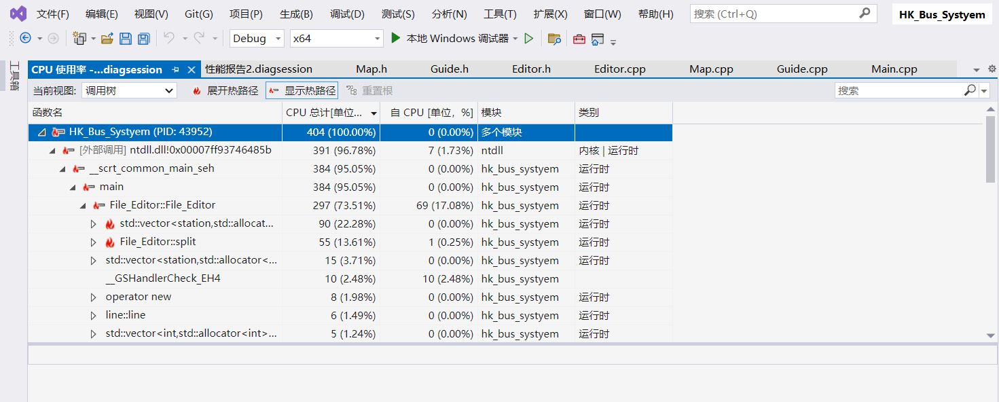 文件(F) 编辑(E) 视图(V) Git(G) 项目(P) 生成(B) 调试(D) 测试(S) 分析(N) 工具(T) 扩展(X) 窗口(W) 帮助(H) 搜索 (Ctrl+Q) HK_Bus_Systyem
Debug x64 本地 Windows 调试器
工具箱
CPU 使用率 -...diagsession 性能报告2.diagsession Map.h Guide.h Editor.h Editor.cpp Map.cpp Guide.cpp Main.cpp
当前视图: 调用树 展开热路径 显示热路径 重置根 搜索
函数名 CPU 总计[单位... 自 CPU [单位，%] 模块 类别
HK_Bus_Systyem (PID: 43952) 404 (100.00%) 0 (0.00%) 多个模块
[外部调用] ntdll.dll!0x00007ff93746485b 391 (96.78%) 7 (1.73%) ntdll 内核 | 运行时
__scrt_common_main_seh 384 (95.05%) 0 (0.00%) hk_bus_systyem 运行时
main 384 (95.05%) 0 (0.00%) hk_bus_systyem 运行时
File_Editor::File_Editor 297 (73.51%) 69 (17.08%) hk_bus_systyem 运行时
std::vector<station,std::allocat... 90 (22.28%) 0 (0.00%) hk_bus_systyem 运行时
File_Editor::split 55 (13.61%) 1 (0.25%) hk_bus_systyem 运行时
std::vector<station,std::allocator<... 15 (3.71%) 0 (0.00%) hk_bus_systyem 运行时
__GSHandlerCheck_EH4 10 (2.48%) 10 (2.48%) hk_bus_systyem
operator new 8 (1.98%) 0 (0.00%) hk_bus_systyem 运行时
line::line 6 (1.49%) 0 (0.00%) hk_bus_systyem 运行时
std::vector<int,std::allocator<int>... 5 (1.24%) 0 (0.00%) hk_bus_systyem 运行时